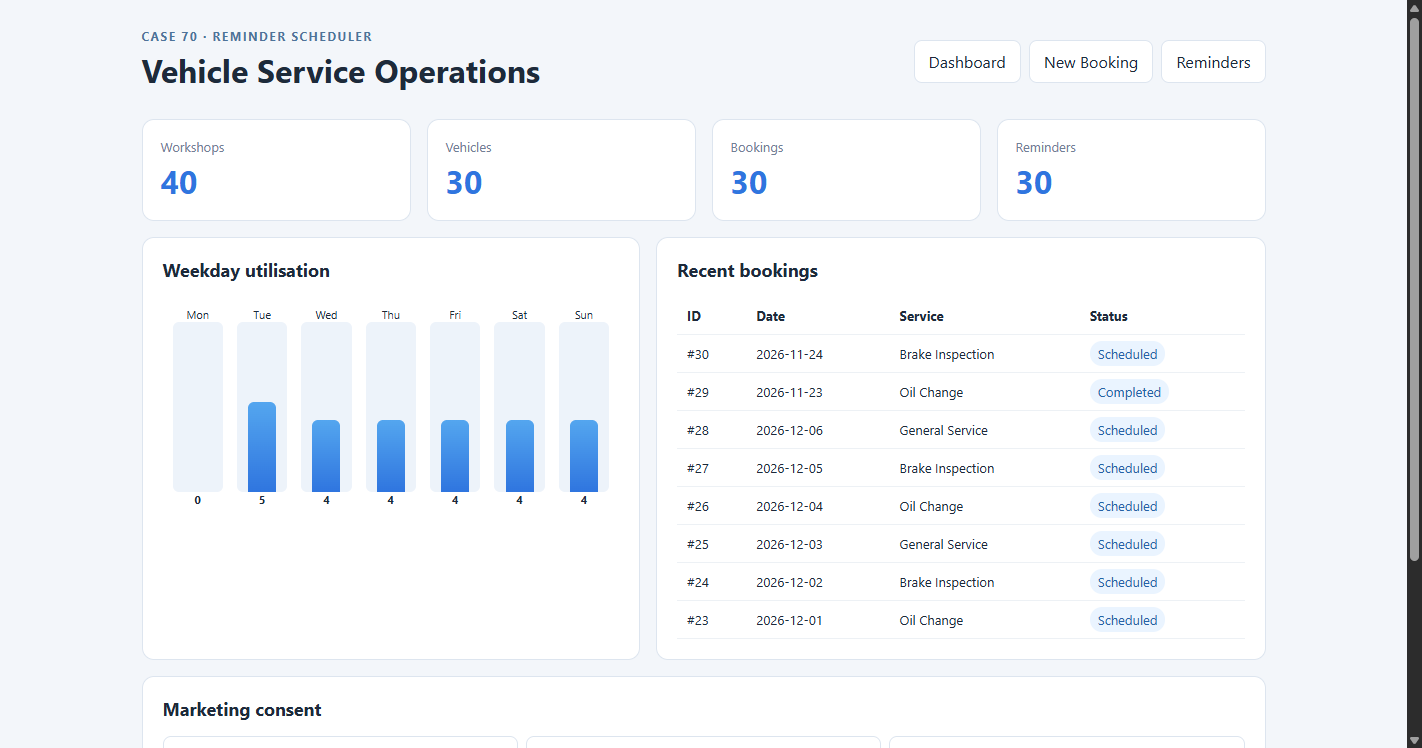 CASE 70 · REMINDER SCHEDULER
Vehicle Service Operations
Dashboard
New Booking
Reminders
Workshops
40
Vehicles
30
Bookings
30
Reminders
30
Weekday utilisation
Mon Tue Wed Thu Fri Sat Sun
0 5 4 4 4 4 4
Recent bookings
ID Date Service Status
#30 2026-11-24 Brake Inspection Scheduled
#29 2026-11-23 Oil Change Completed
#28 2026-12-06 General Service Scheduled
#27 2026-12-05 Brake Inspection Scheduled
#26 2026-12-04 Oil Change Scheduled
#25 2026-12-03 General Service Scheduled
#24 2026-12-02 Brake Inspection Scheduled
#23 2026-12-01 Oil Change Scheduled
Marketing consent